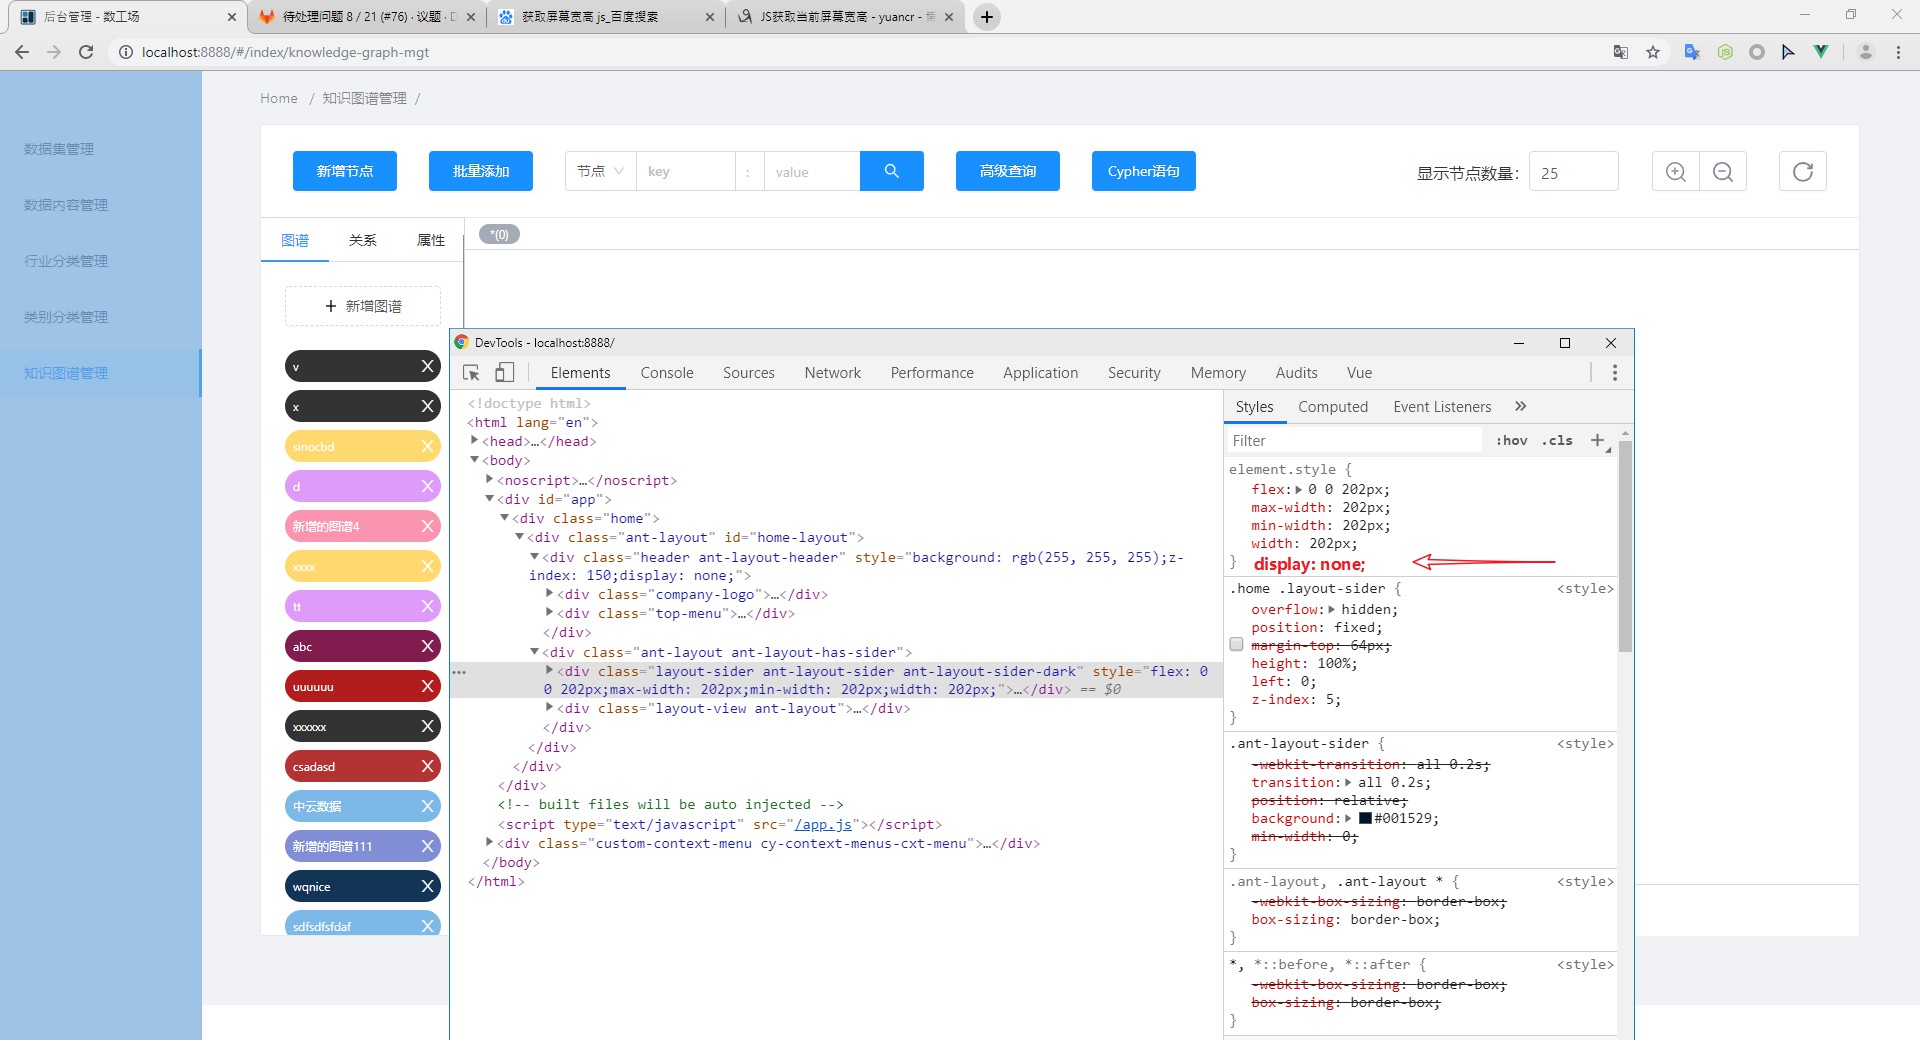 后台管理 - 数工场
待处理问题 8 / 21 (#76) · 议题 · D
获取屏幕宽高 js_百度搜索
JS获取当前屏幕宽高 - yuancr - 博
localhost:8888/#/index/knowledge-graph-mgt
数据集管理
数据内容管理
行业分类管理
类别分类管理
知识图谱管理
Home / 知识图谱管理 /
新增节点
批量添加
节点
key
:
value
高级查询
Cypher语句
显示节点数量:
25
图谱
关系
属性
*(0)
+ 新增图谱
v X
x X
sinocbd X
d X
新增的图谱4 X
xxxx X
tt X
abc X
uuuuuu X
xxxxxx X
csadasd X
中云数据 X
新增的图谱111 X
wqnice X
sdfsdfsfdaf X
DevTools - localhost:8888/
Elements
Console
Sources
Network
Performance
Application
Security
Memory
Audits
Vue
<!doctype html>
<html lang="en">
<head>…</head>
<body>
<noscript>…</noscript>
<div id="app">
<div class="home">
<div class="ant-layout" id="home-layout">
<div class="header ant-layout-header" style="background: rgb(255, 255, 255);z-
index: 150;display: none;">
<div class="company-logo">…</div>
<div class="top-menu">…</div>
</div>
<div class="ant-layout ant-layout-has-sider">
<div class="layout-sider ant-layout-sider ant-layout-sider-dark" style="flex: 0
0 202px;max-width: 202px;min-width: 202px;width: 202px;">…</div> == $0
<div class="layout-view ant-layout">…</div>
</div>
</div>
</div>
</div>
<!-- built files will be auto injected -->
<script type="text/javascript" src="/app.js"></script>
<div class="custom-context-menu cy-context-menus-cxt-menu">…</div>
</body>
</html>
Styles
Computed
Event Listeners
»
Filter
:hov
.cls
+
element.style {
flex: 0 0 202px;
max-width: 202px;
min-width: 202px;
width: 202px;
}
display: none;
.home .layout-sider { <style>
overflow: hidden;
position: fixed;
margin-top: 64px;
height: 100%;
left: 0;
z-index: 5;
}
.ant-layout-sider { <style>
-webkit-transition: all 0.2s;
transition: all 0.2s;
position: relative;
background: #001529;
min-width: 0;
}
.ant-layout, .ant-layout * { <style>
-webkit-box-sizing: border-box;
box-sizing: border-box;
}
*, *::before, *::after { <style>
-webkit-box-sizing: border-box;
box-sizing: border-box;
}